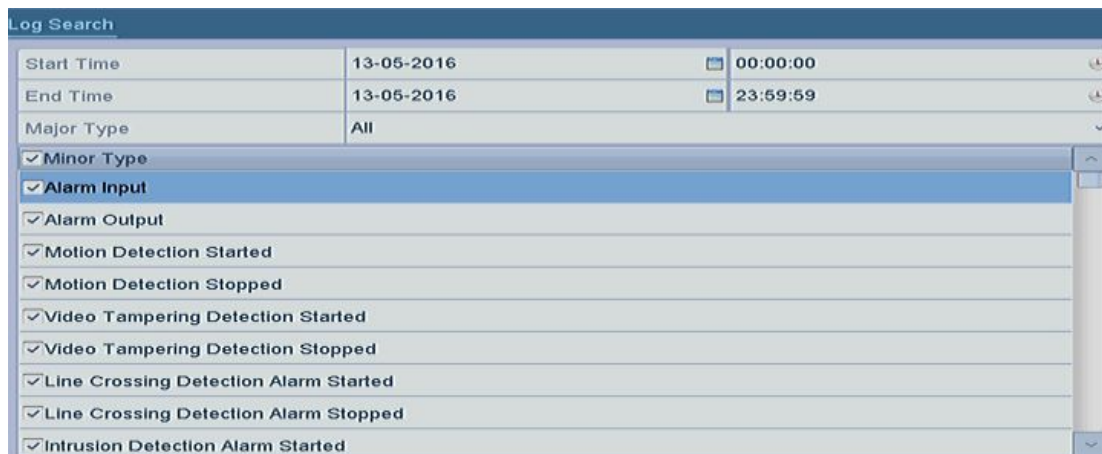 Log Search
Start Time 13-05-2016 00:00:00
End Time 13-05-2016 23:59:59
Major Type All
Minor Type
Alarm Input
Alarm Output
Motion Detection Started
Motion Detection Stopped
Video Tampering Detection Started
Video Tampering Detection Stopped
Line Crossing Detection Alarm Started
Line Crossing Detection Alarm Stopped
Intrusion Detection Alarm Started